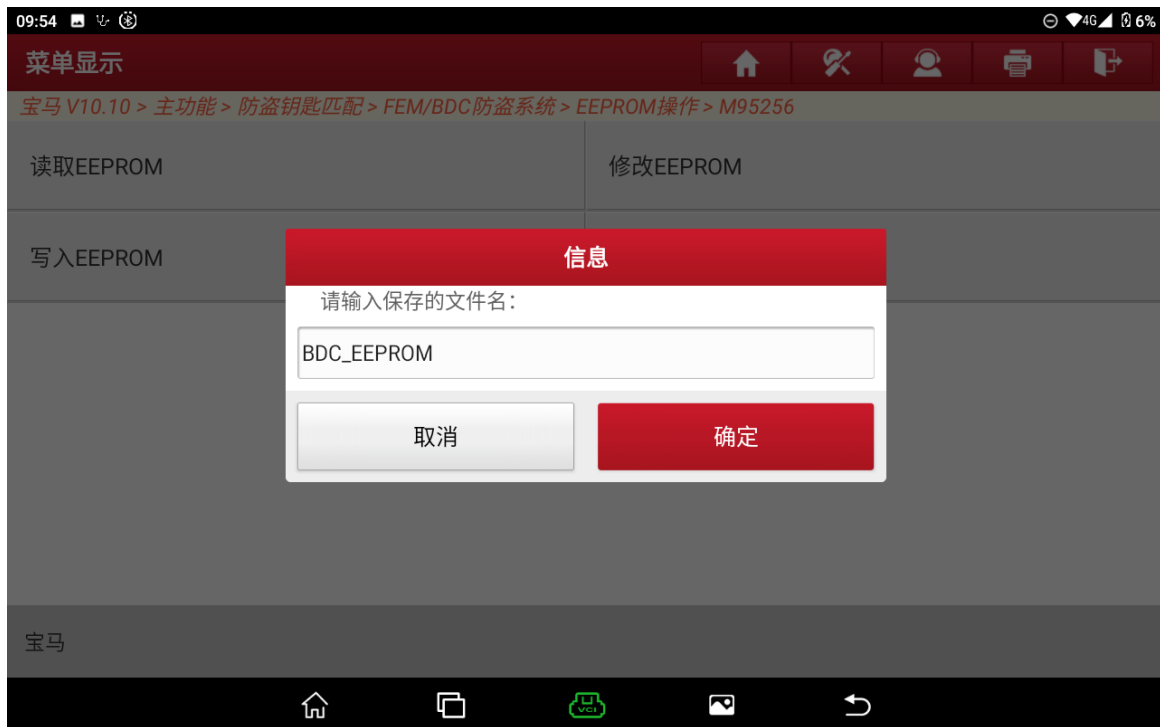 09:54
4G 6%
菜单显示
宝马 V10.10 > 主功能 > 防盗钥匙匹配 > FEM/BDC防盗系统 > EEPROM操作 > M95256
读取EEPROM
修改EEPROM
写入EEPROM
信息
请输入保存的文件名：
BDC_EEPROM
取消
确定
宝马
VCI